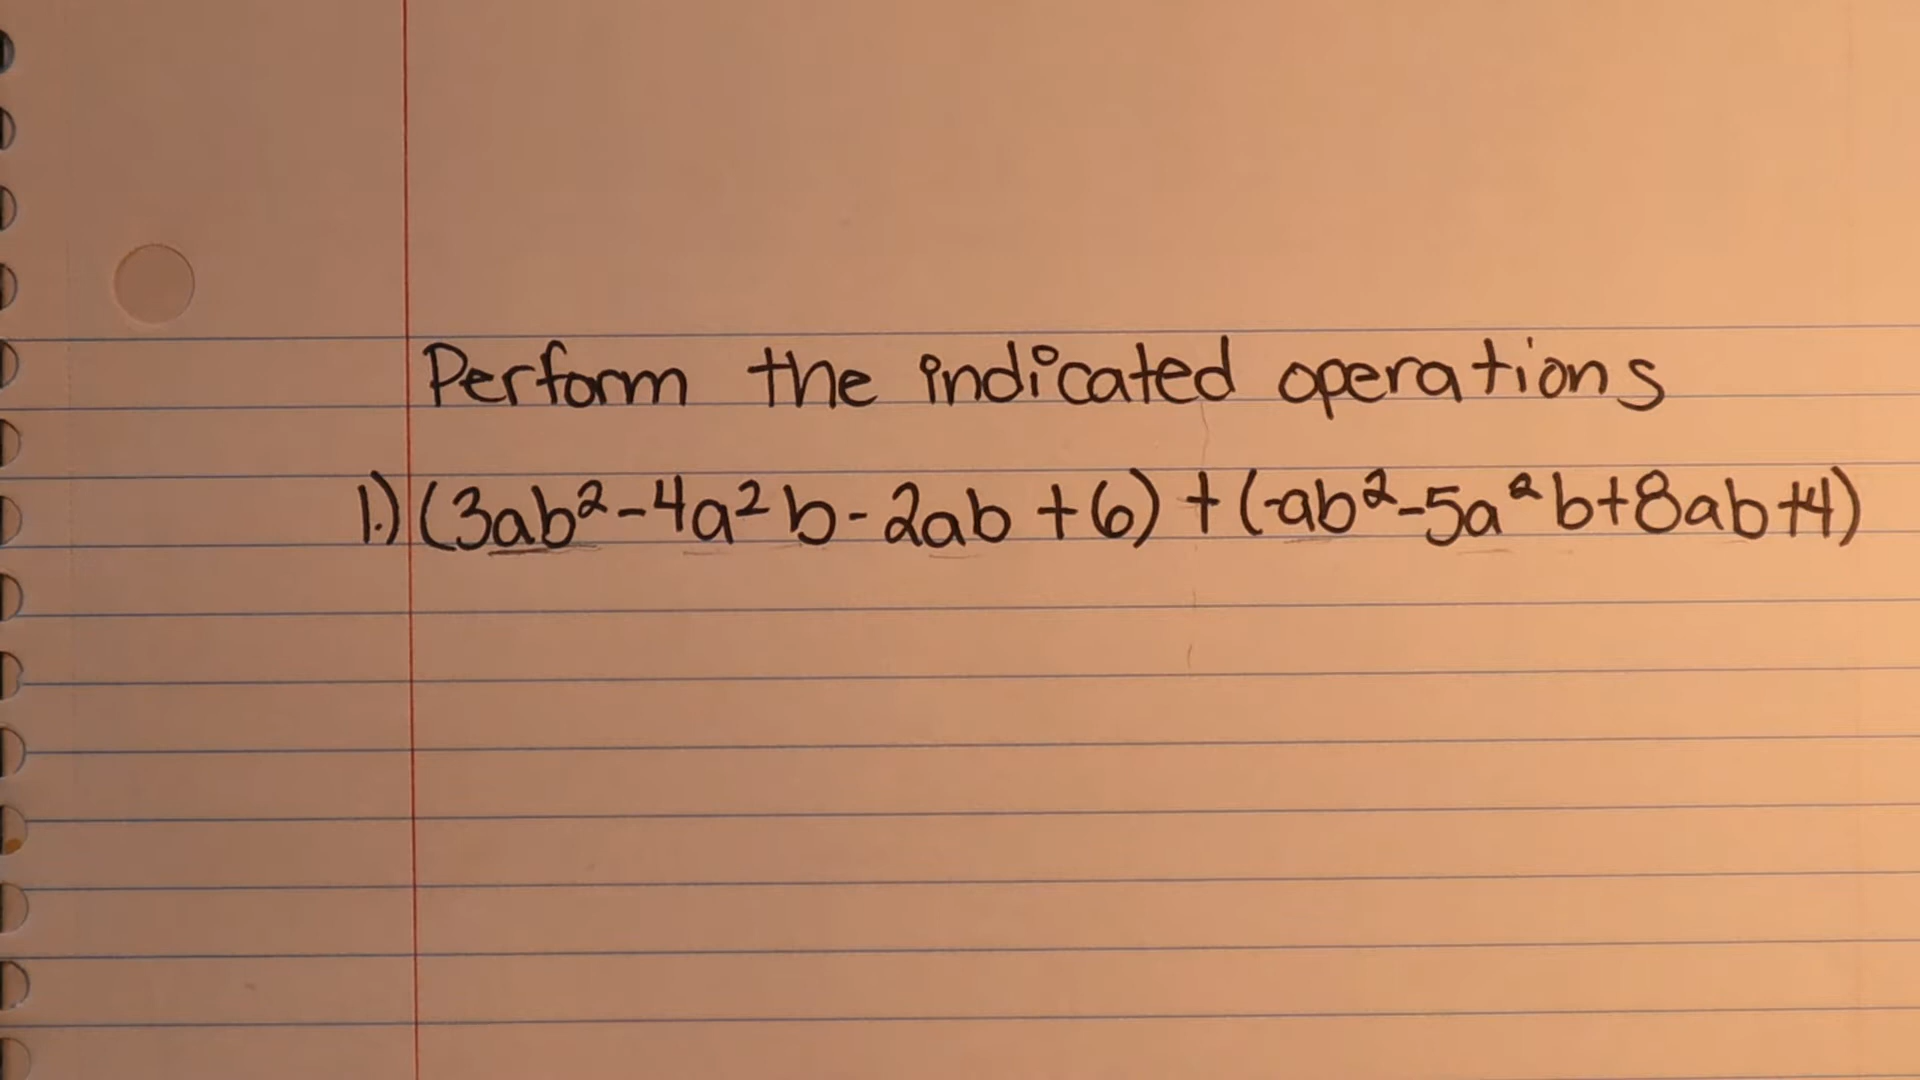 Perform the indicated operations
1.) (3ab²-4a²b-2ab+6)+(-ab²-5a²b+8ab+4)